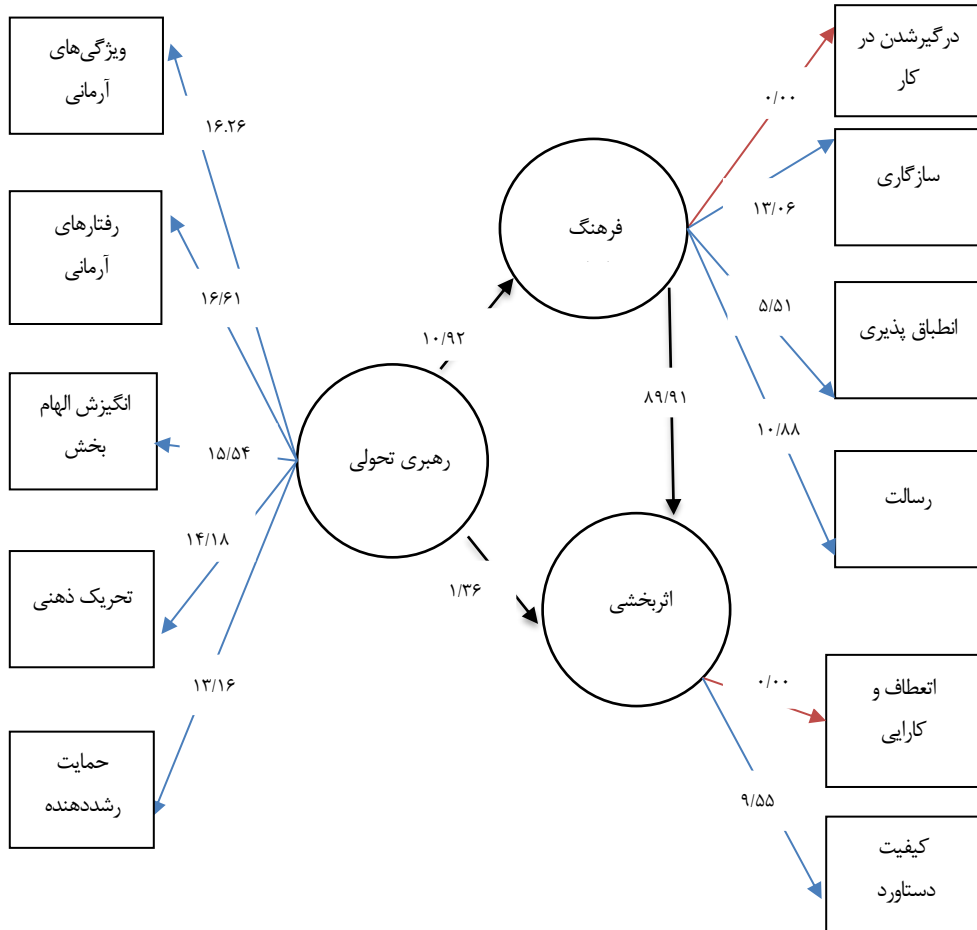 درگیرشدن در
کار
ویژگی‌های
آرمانی
۰/۰۰
۱۶.۲۶
سازگاری
۱۳/۰۶
رفتارهای
آرمانی
فرهنگ
۱۶/۶۱
۵/۵۱
انطباق پذیری
۱۰/۹۲
۸۹/۹۱
انگیزش الهام
بخش
۱۵/۵۴
رهبری تحولی
۱۰/۸۸
رسالت
۱۴/۱۸
۱/۳۶
تحریک ذهنی
اثربخشی
۱۳/۱۶
۰/۰۰
اتعطاف و
کارایی
حمایت
رشددهنده
۹/۵۵
کیفیت
دستاورد